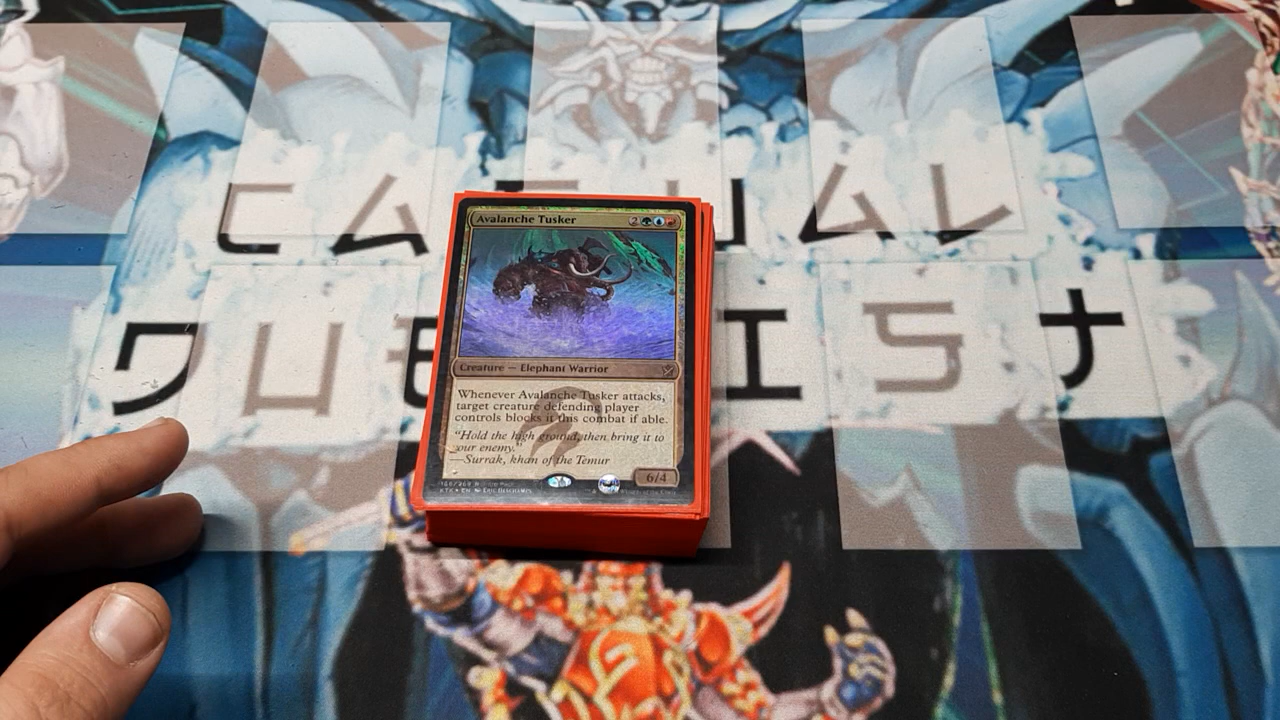 CASUAL
DUELIST
Avalanche Tusker 2
Creature — Elephant Warrior
Whenever Avalanche Tusker attacks,
target creature defending player
controls blocks it this combat if able.
"Hold the high ground, then bring it to
your enemy."
—Surrak, khan of the Temur
6/4